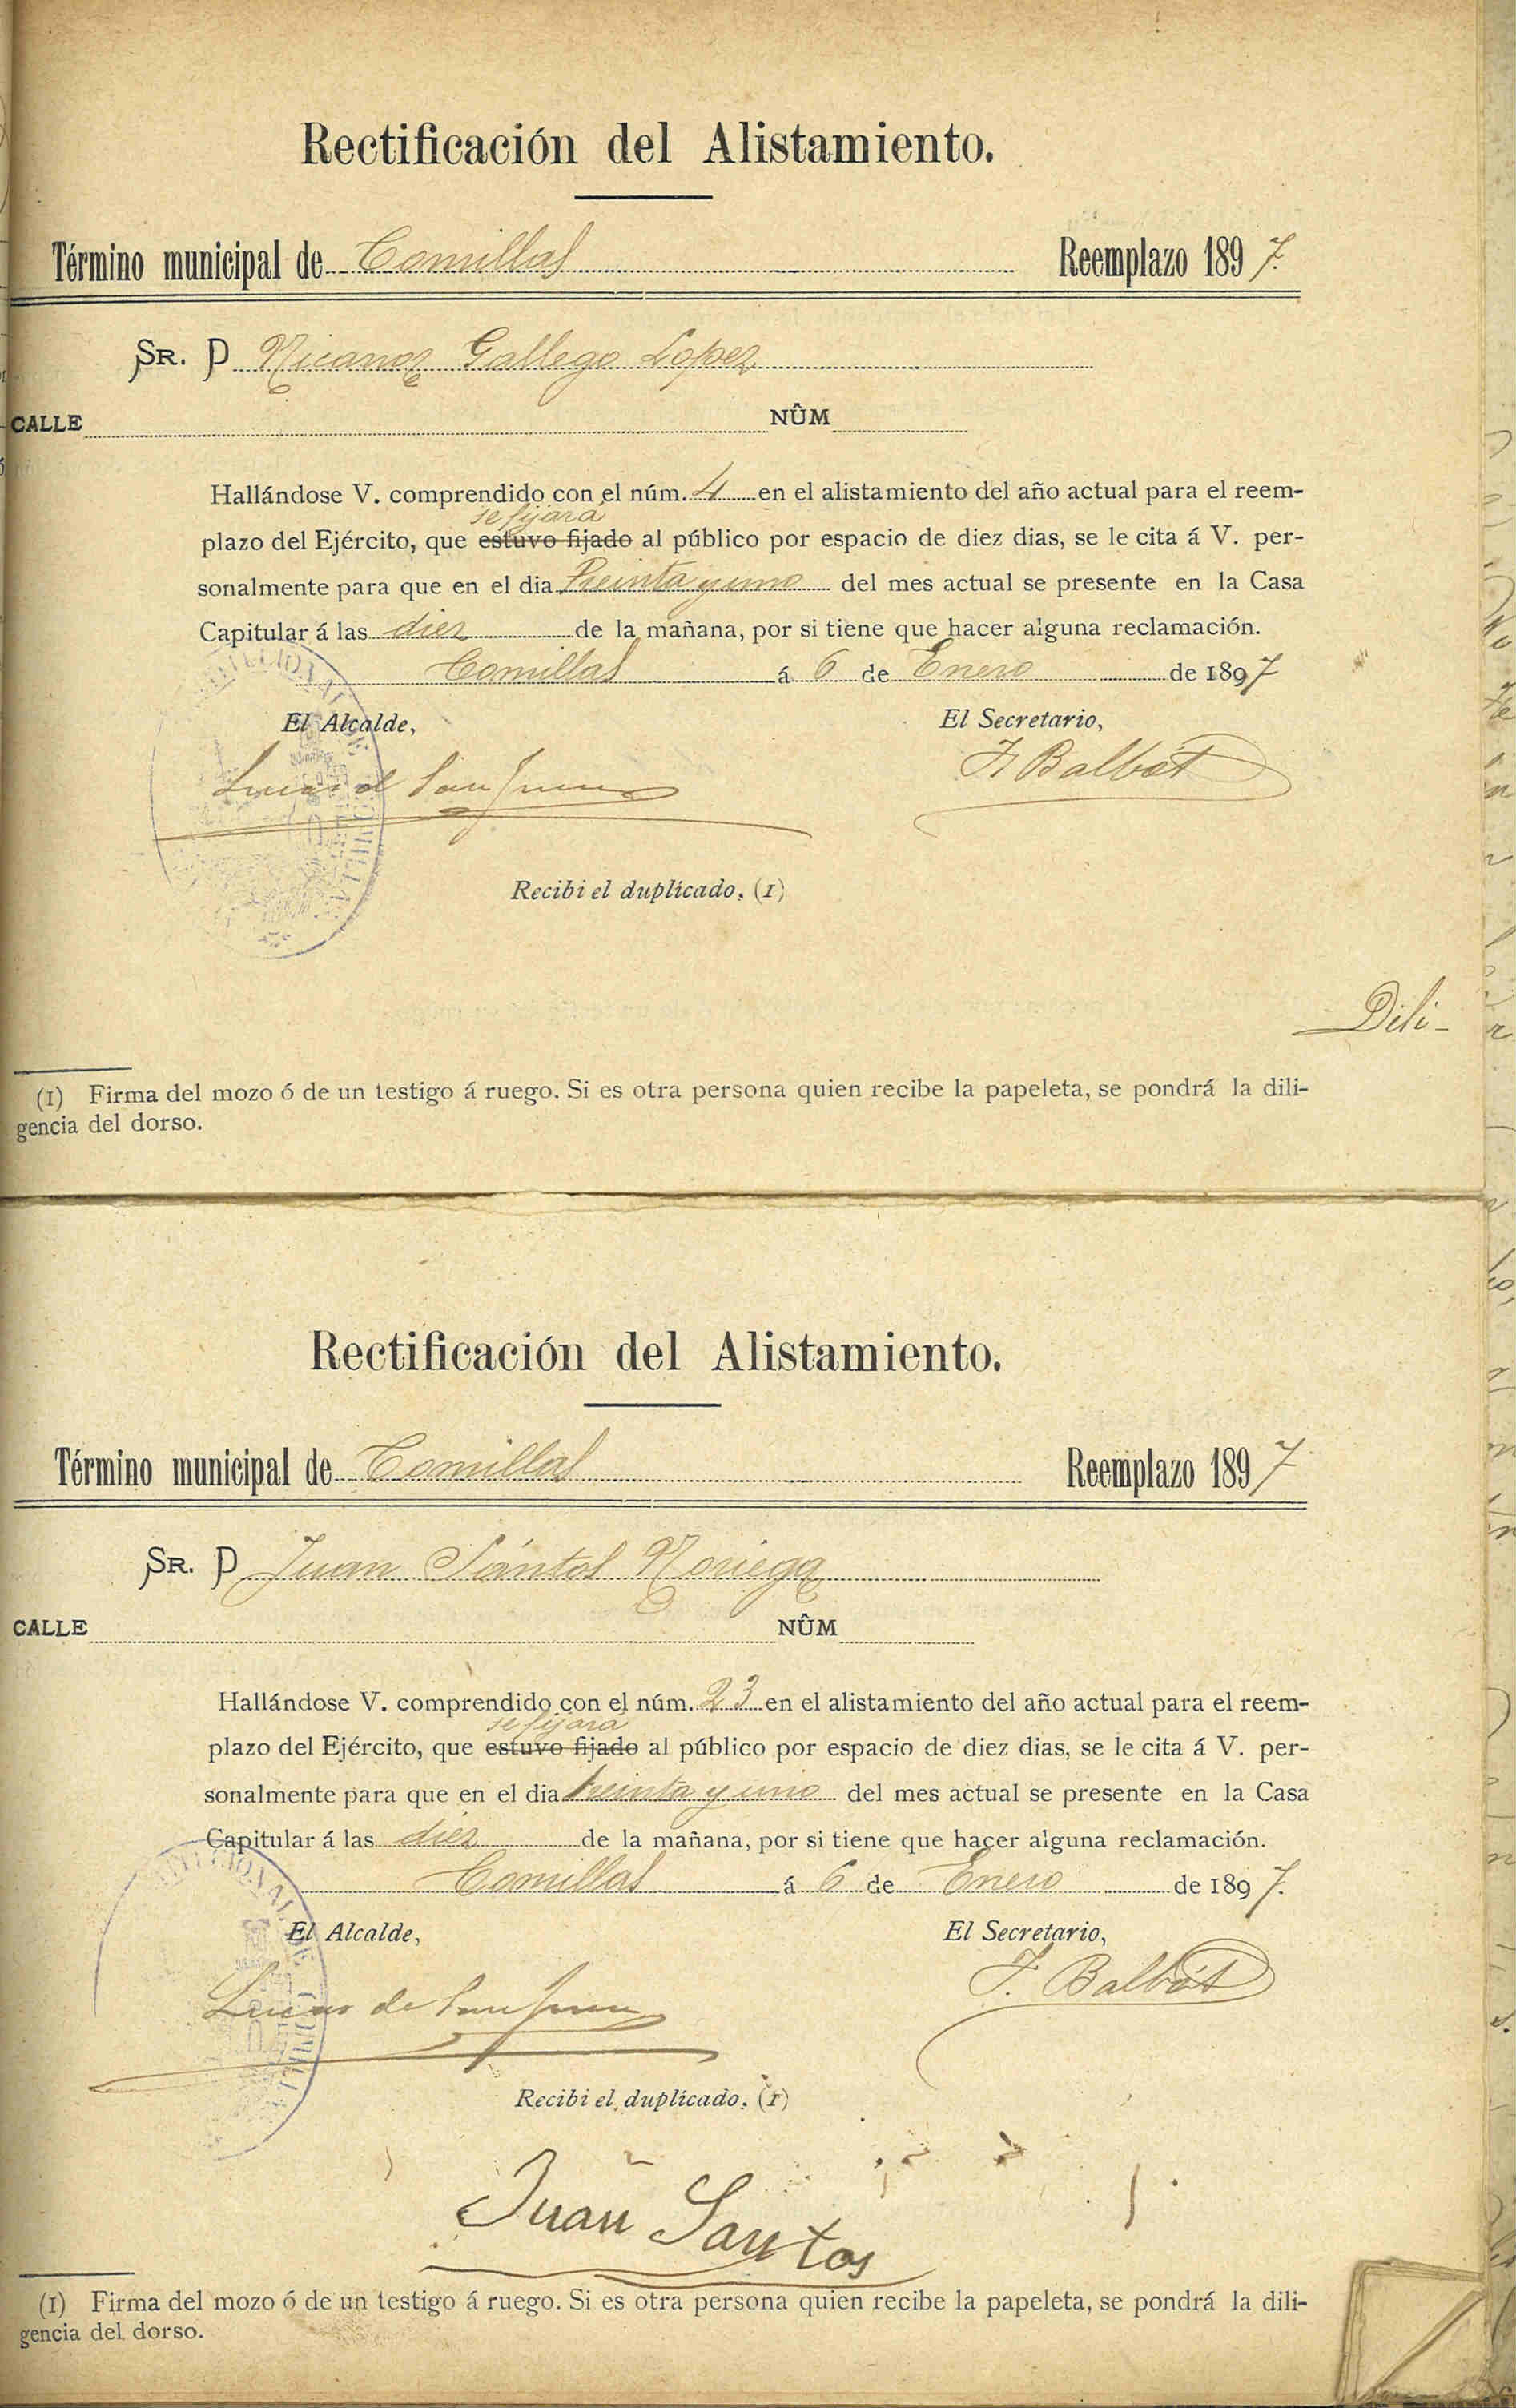 Rectificación del Alistamiento.
Término municipal de Comillas Reemplazo 1897.
SR. D Nicanor Gallego Lopez
CALLE NÚM
Hallándose V. comprendido con el núm. 4 en el alistamiento del año actual para el reem-
se fijará
plazo del Ejército, que estuvo fijado al público por espacio de diez dias, se le cita á V. per-
sonalmente para que en el dia treinta y uno del mes actual se presente en la Casa
Capitular á las diez de la mañana, por si tiene que hacer alguna reclamación.
Comillas á 6 de Enero de 1897
El Alcalde, El Secretario,
Lucas de San Juan F. Balbát
Recibi el duplicado. (1)
Dili-
(1) Firma del mozo ó de un testigo á ruego. Si es otra persona quien recibe la papeleta, se pondrá la dili-
gencia del dorso.
Rectificación del Alistamiento.
Término municipal de Comillas Reemplazo 1897
SR. D Juan Sántos Noriega
CALLE NÚM
Hallándose V. comprendido con el núm. 23 en el alistamiento del año actual para el reem-
se fijará
plazo del Ejército, que estuvo fijado al público por espacio de diez dias, se le cita á V. per-
sonalmente para que en el dia treinta y uno del mes actual se presente en la Casa
Capitular á las diez de la mañana, por si tiene que hacer alguna reclamación.
Comillas á 6 de Enero de 1897.
El Alcalde, El Secretario,
Lucas de San Juan F. Balbát
Recibi el duplicado. (1)
Juan Santos
(1) Firma del mozo ó de un testigo á ruego. Si es otra persona quien recibe la papeleta, se pondrá la dili-
gencia del dorso.